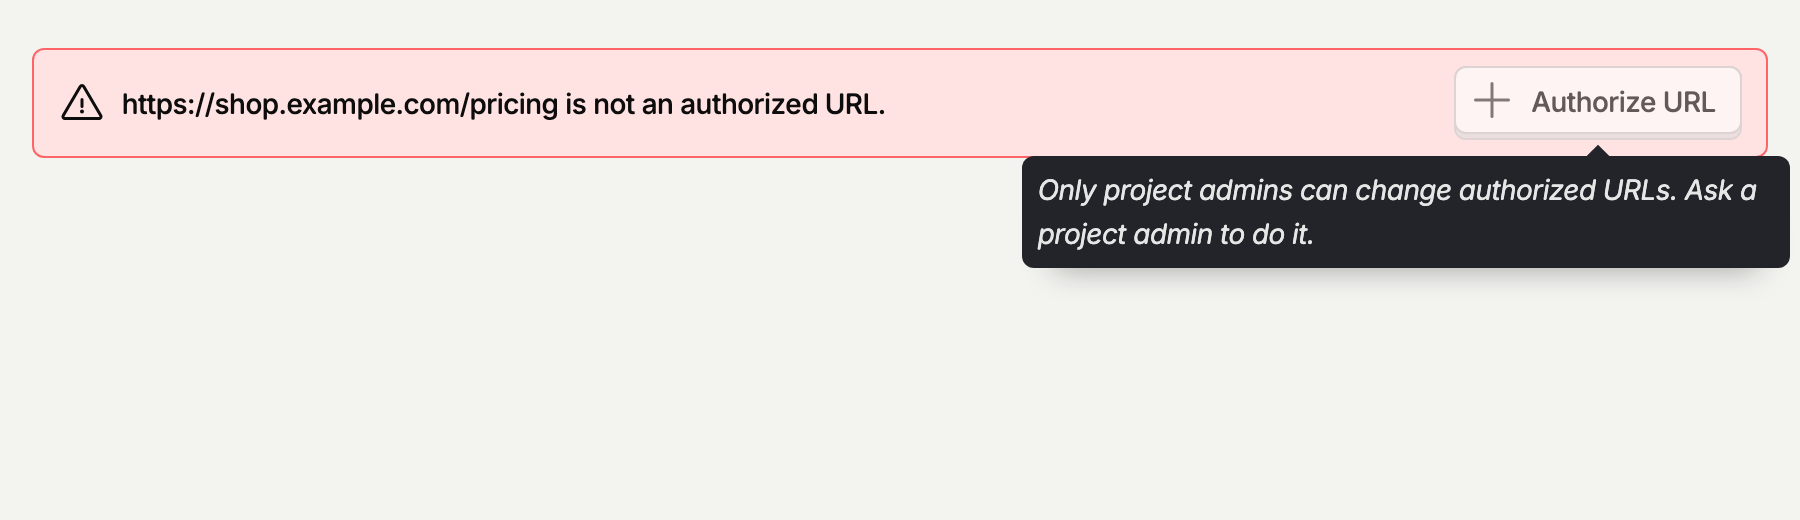 https://shop.example.com/pricing is not an authorized URL.
Authorize URL
Only project admins can change authorized URLs. Ask a
project admin to do it.